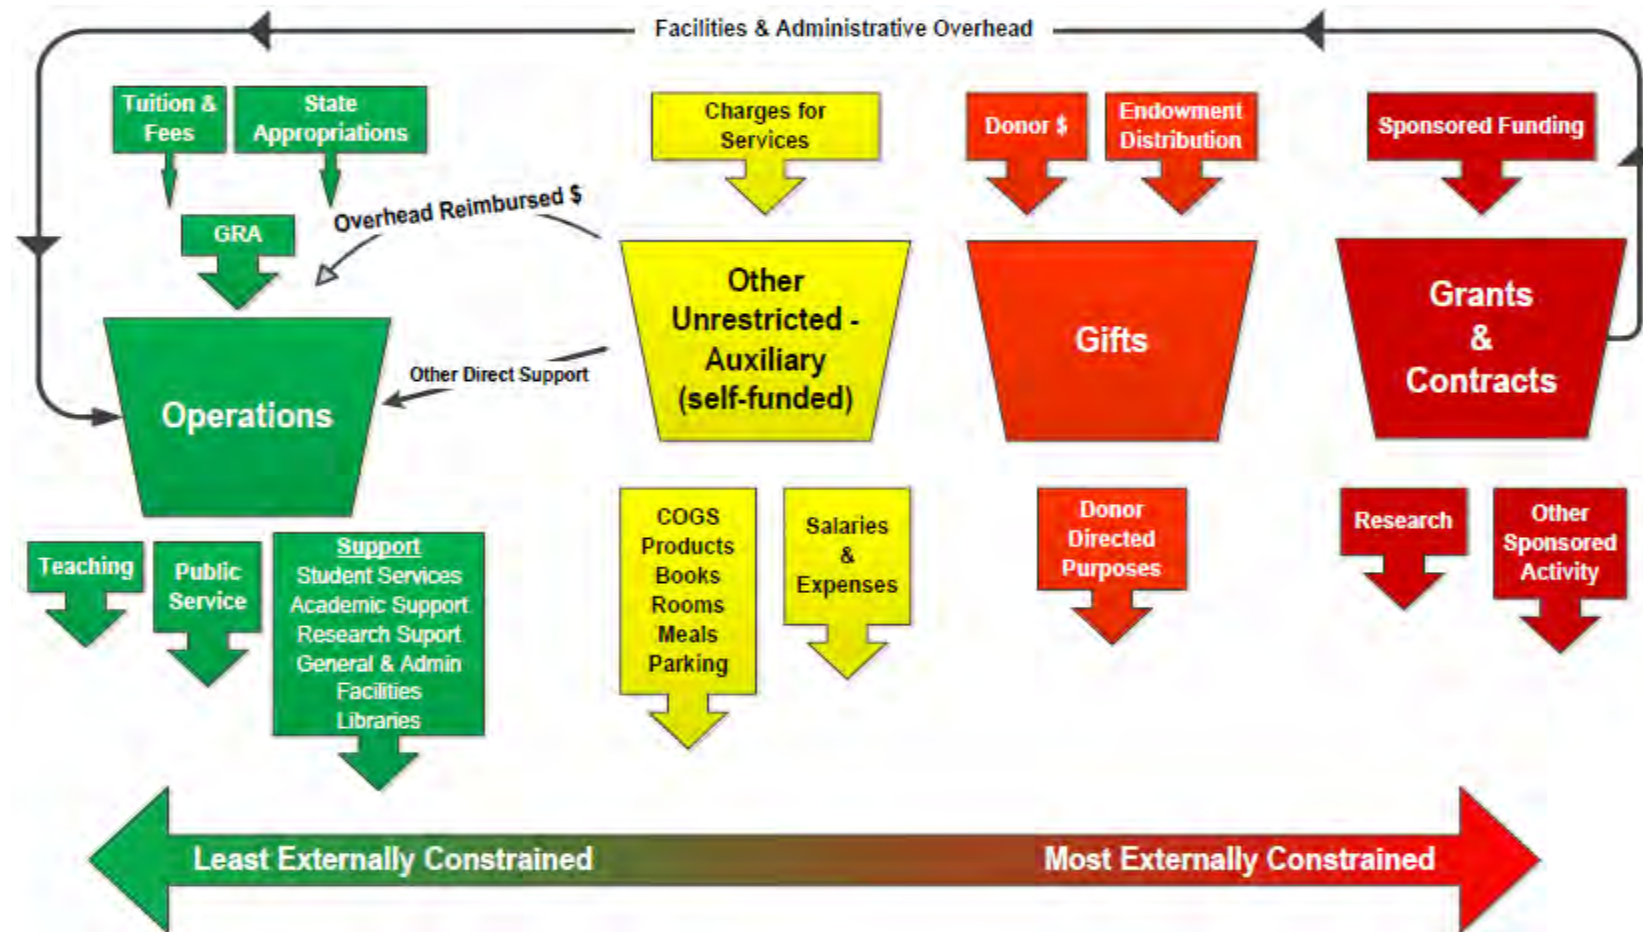 Facilities & Administrative Overhead
Tuition &
Fees
State
Appropriations
Charges for
Services
Donor $
Endowment
Distribution
Sponsored Funding
GRA
Overhead Reimbursed $
Other Direct Support
Operations
Other
Unrestricted -
Auxiliary
(self-funded)
Gifts
Grants
&
Contracts
Teaching
Public
Service
Support
Student Services
Academic Support
Research Suport
General & Admin
Facilities
Libraries
COGS
Products
Books
Rooms
Meals
Parking
Salaries
&
Expenses
Donor
Directed
Purposes
Research
Other
Sponsored
Activity
Least Externally Constrained
Most Externally Constrained